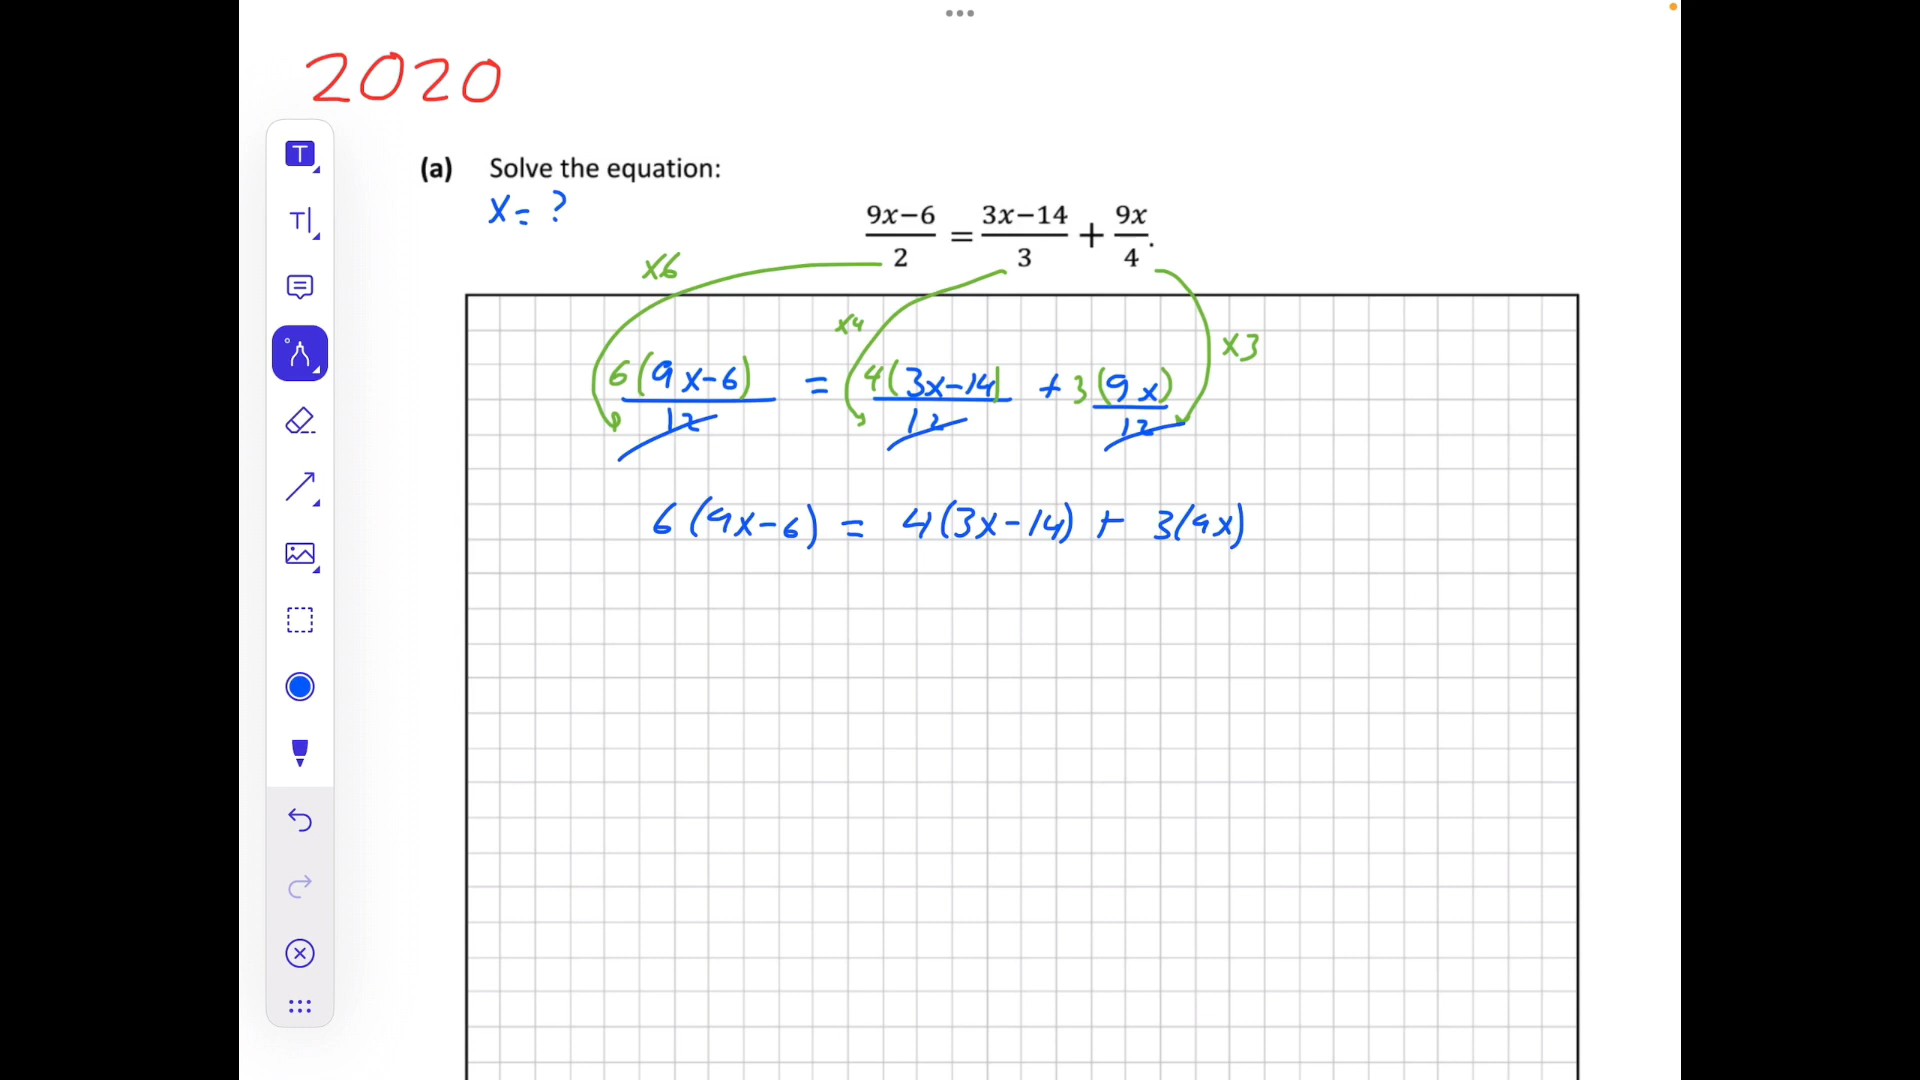 2020
(a) Solve the equation:
x = ?
9x−6/2 = 3x−14/3 + 9x/4.
x6
x4
x3
6(9x-6)/12 = 4(3x-14)/12 + 3(9x)/12
6(9x-6) = 4(3x-14) + 3(9x)
T
T